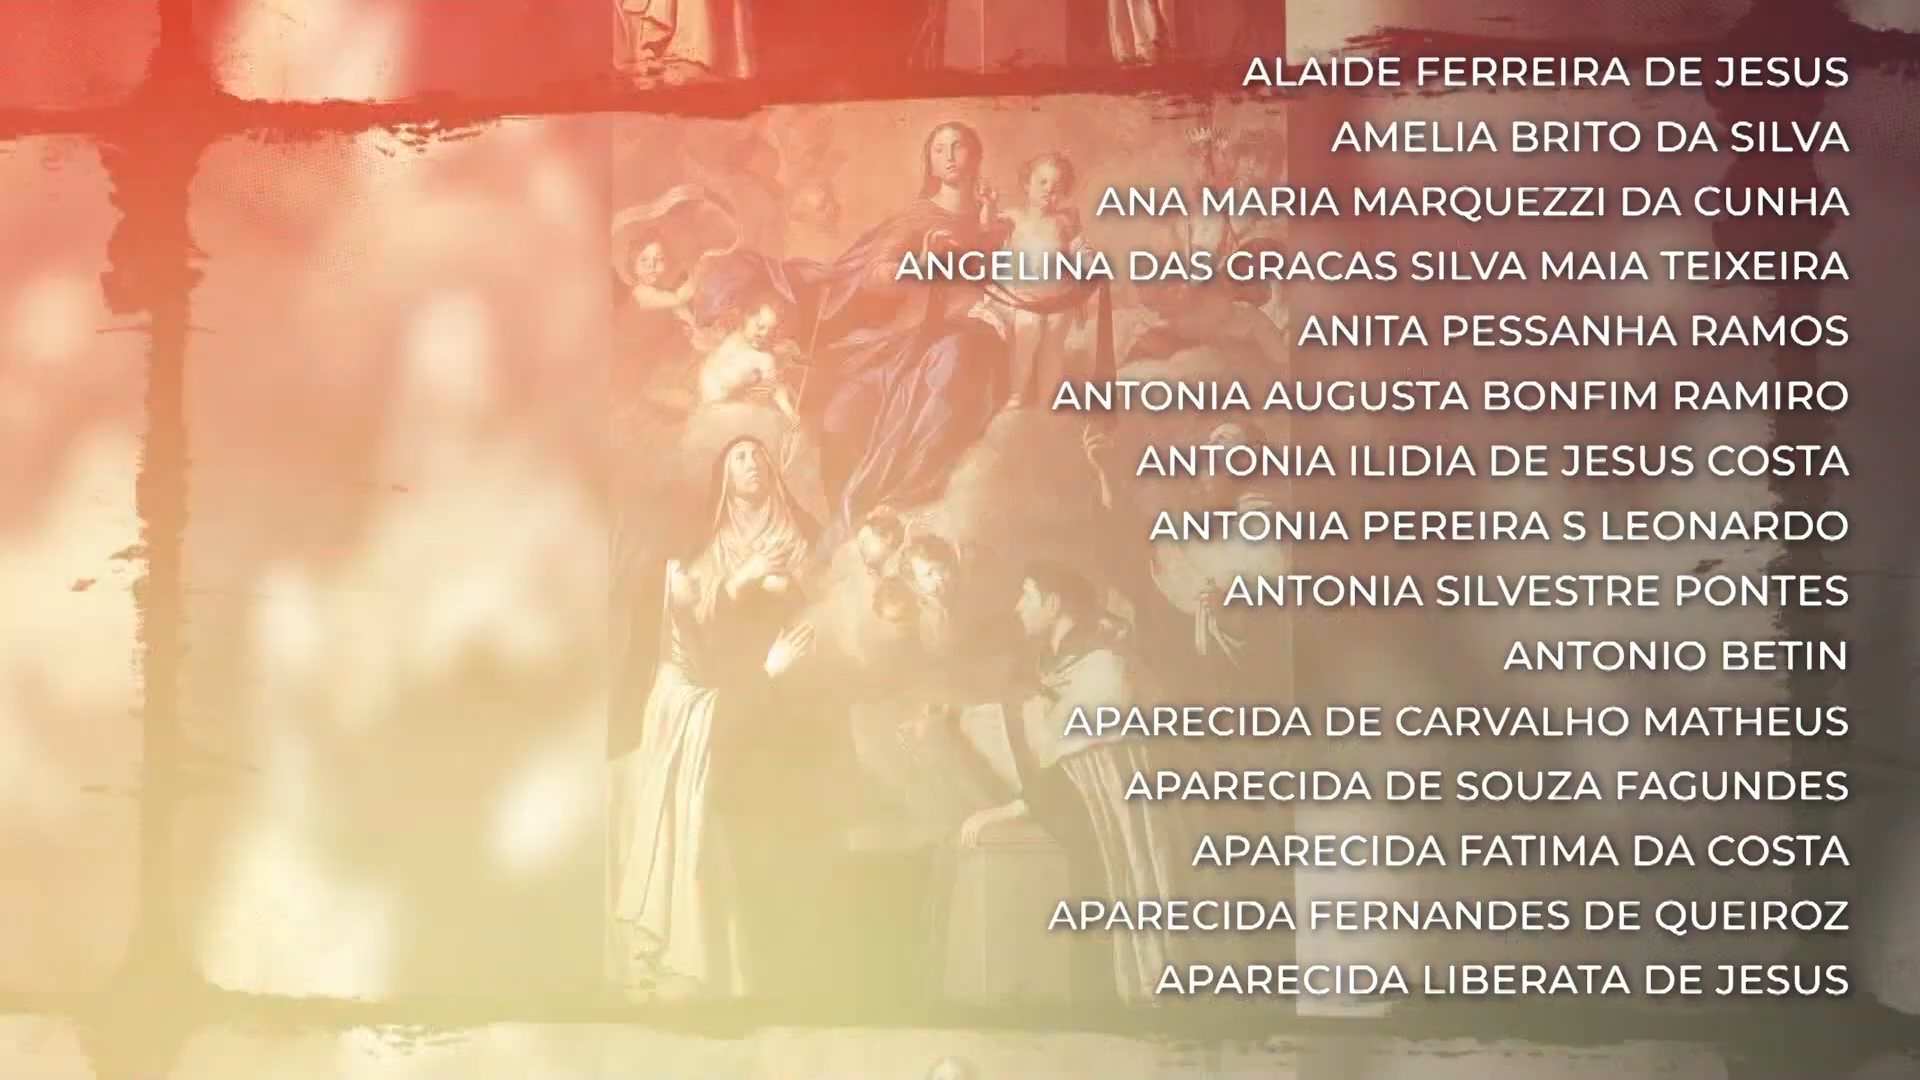 ALAIDE FERREIRA DE JESUS
AMELIA BRITO DA SILVA
ANA MARIA MARQUEZZI DA CUNHA
ANGELINA DAS GRACAS SILVA MAIA TEIXEIRA
ANITA PESSANHA RAMOS
ANTONIA AUGUSTA BONFIM RAMIRO
ANTONIA ILIDIA DE JESUS COSTA
ANTONIA PEREIRA S LEONARDO
ANTONIA SILVESTRE PONTES
ANTONIO BETIN
APARECIDA DE CARVALHO MATHEUS
APARECIDA DE SOUZA FAGUNDES
APARECIDA FATIMA DA COSTA
APARECIDA FERNANDES DE QUEIROZ
APARECIDA LIBERATA DE JESUS